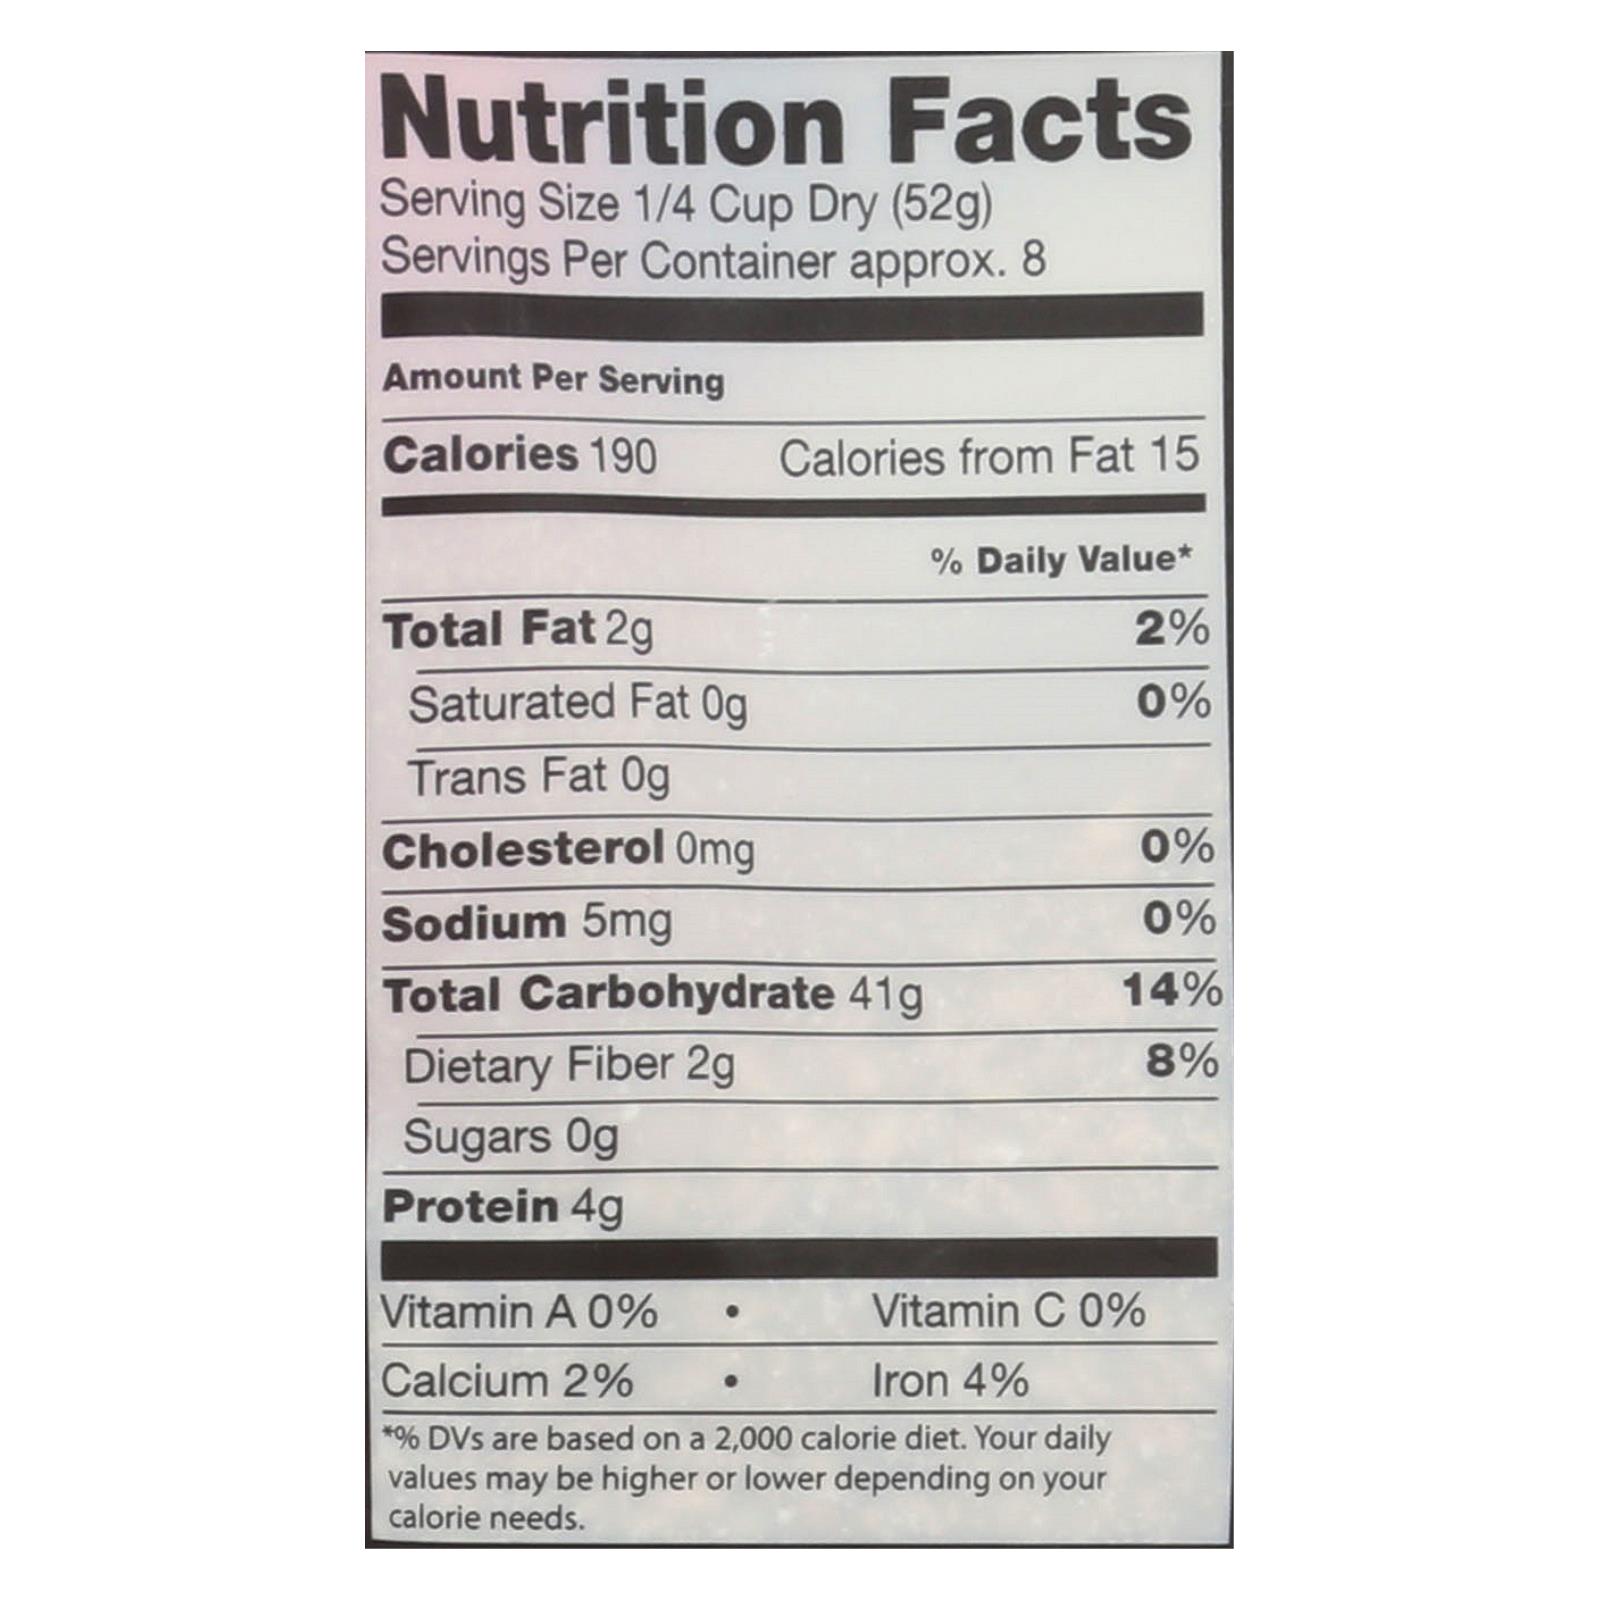 Nutrition Facts
Serving Size 1/4 Cup Dry (52g)
Servings Per Container approx. 8
Amount Per Serving
Calories 190 Calories from Fat 15
% Daily Value*
Total Fat 2g 2%
Saturated Fat 0g 0%
Trans Fat 0g
Cholesterol 0mg 0%
Sodium 5mg 0%
Total Carbohydrate 41g 14%
Dietary Fiber 2g 8%
Sugars 0g
Protein 4g
Vitamin A 0% • Vitamin C 0%
Calcium 2% • Iron 4%
*% DVs are based on a 2,000 calorie diet. Your daily
values may be higher or lower depending on your
calorie needs.